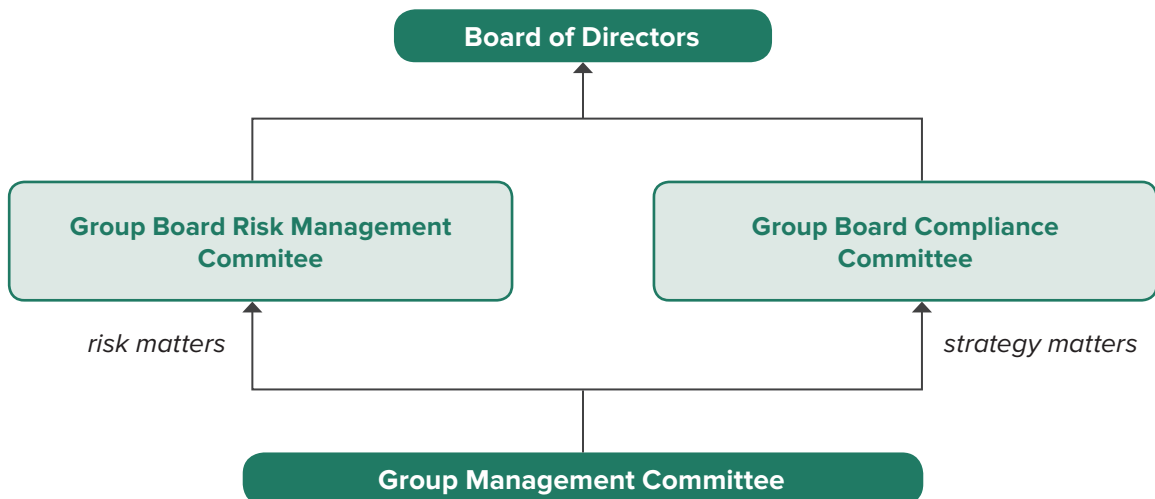 Board of Directors
Group Board Risk Management
Commitee
Group Board Compliance
Committee
risk matters
strategy matters
Group Management Committee